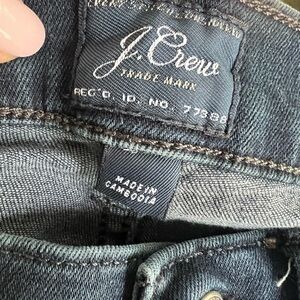 J. Crew
TRADE MARK
REG'D. ID. NO. 77388
MADE IN
CAMBODIA